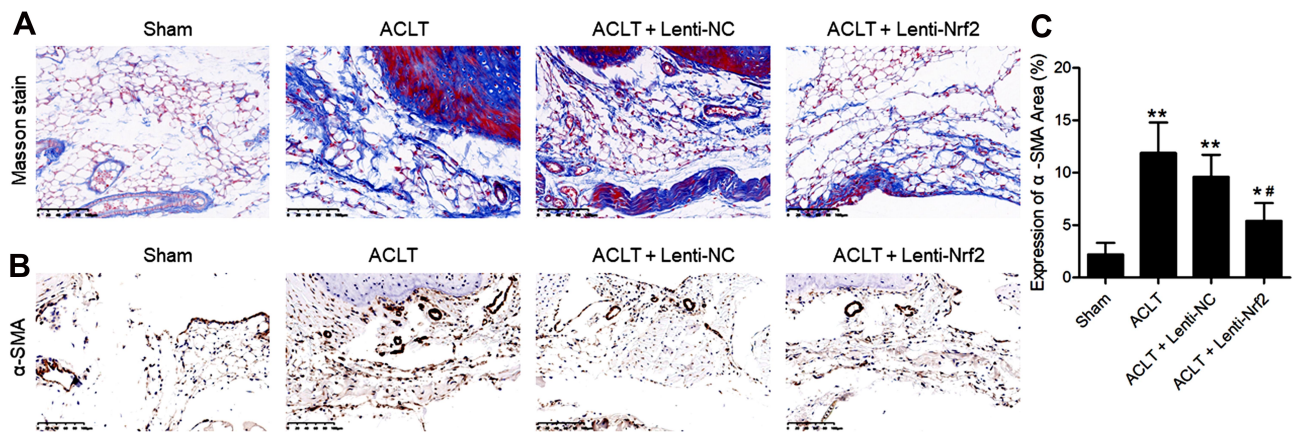 A
Sham
ACLT
ACLT + Lenti-NC
ACLT + Lenti-Nrf2
Masson stain
B
Sham
ACLT
ACLT + Lenti-NC
ACLT + Lenti-Nrf2
α-SMA
C
Expression of α -SMA Area (%)
20
15
10
5
0
**
**
* #
Sham
ACLT
ACLT + Lenti-NC
ACLT + Lenti-Nrf2